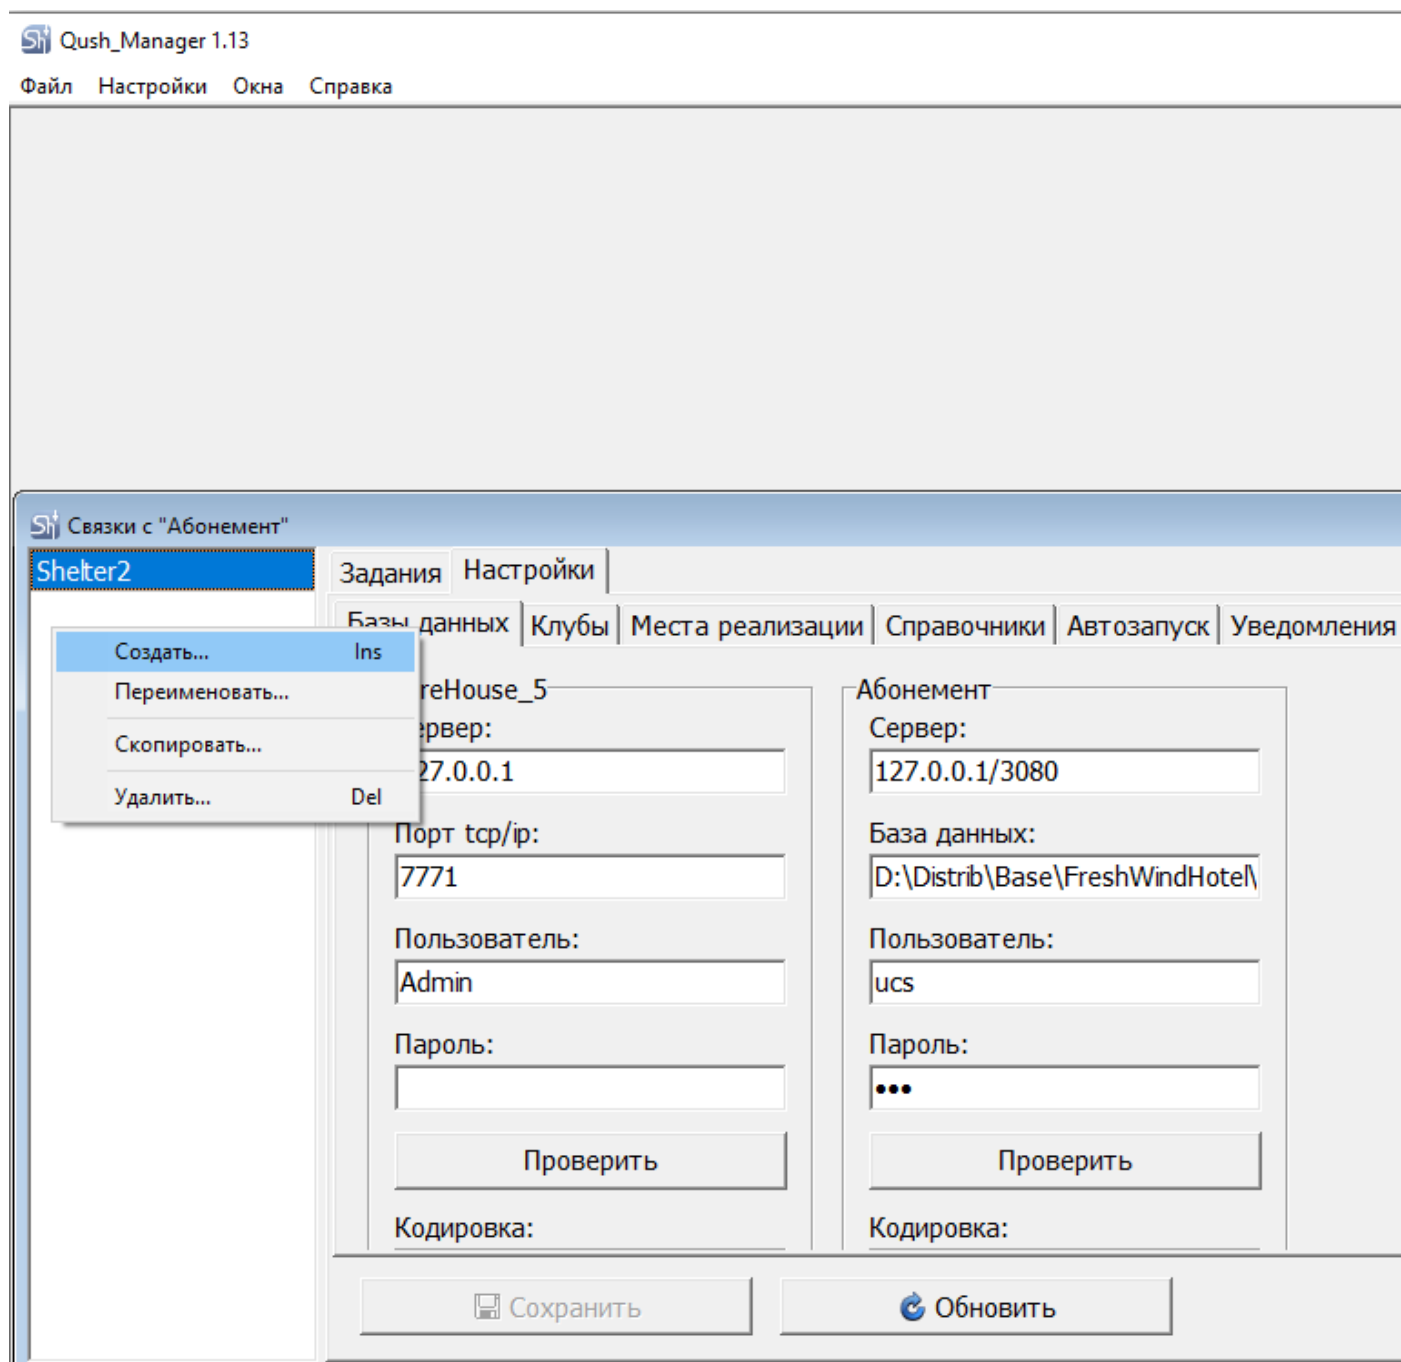 Qush_Manager 1.13
Файл Настройки Окна Справка
Связки с "Абонемент"
Shelter2
Задания Настройки
Базы данных Клубы Места реализации Справочники Автозапуск Уведомления
Создать... Ins
Переименовать...
Скопировать...
Удалить... Del
reHouse_5
ервер:
27.0.0.1
Порт tcp/ip:
7771
Пользователь:
Admin
Пароль:
Проверить
Кодировка:
Абонемент
Сервер:
127.0.0.1/3080
База данных:
D:\Distrib\Base\FreshWindHotel\
Пользователь:
ucs
Пароль:
•••
Проверить
Кодировка:
Сохранить Обновить